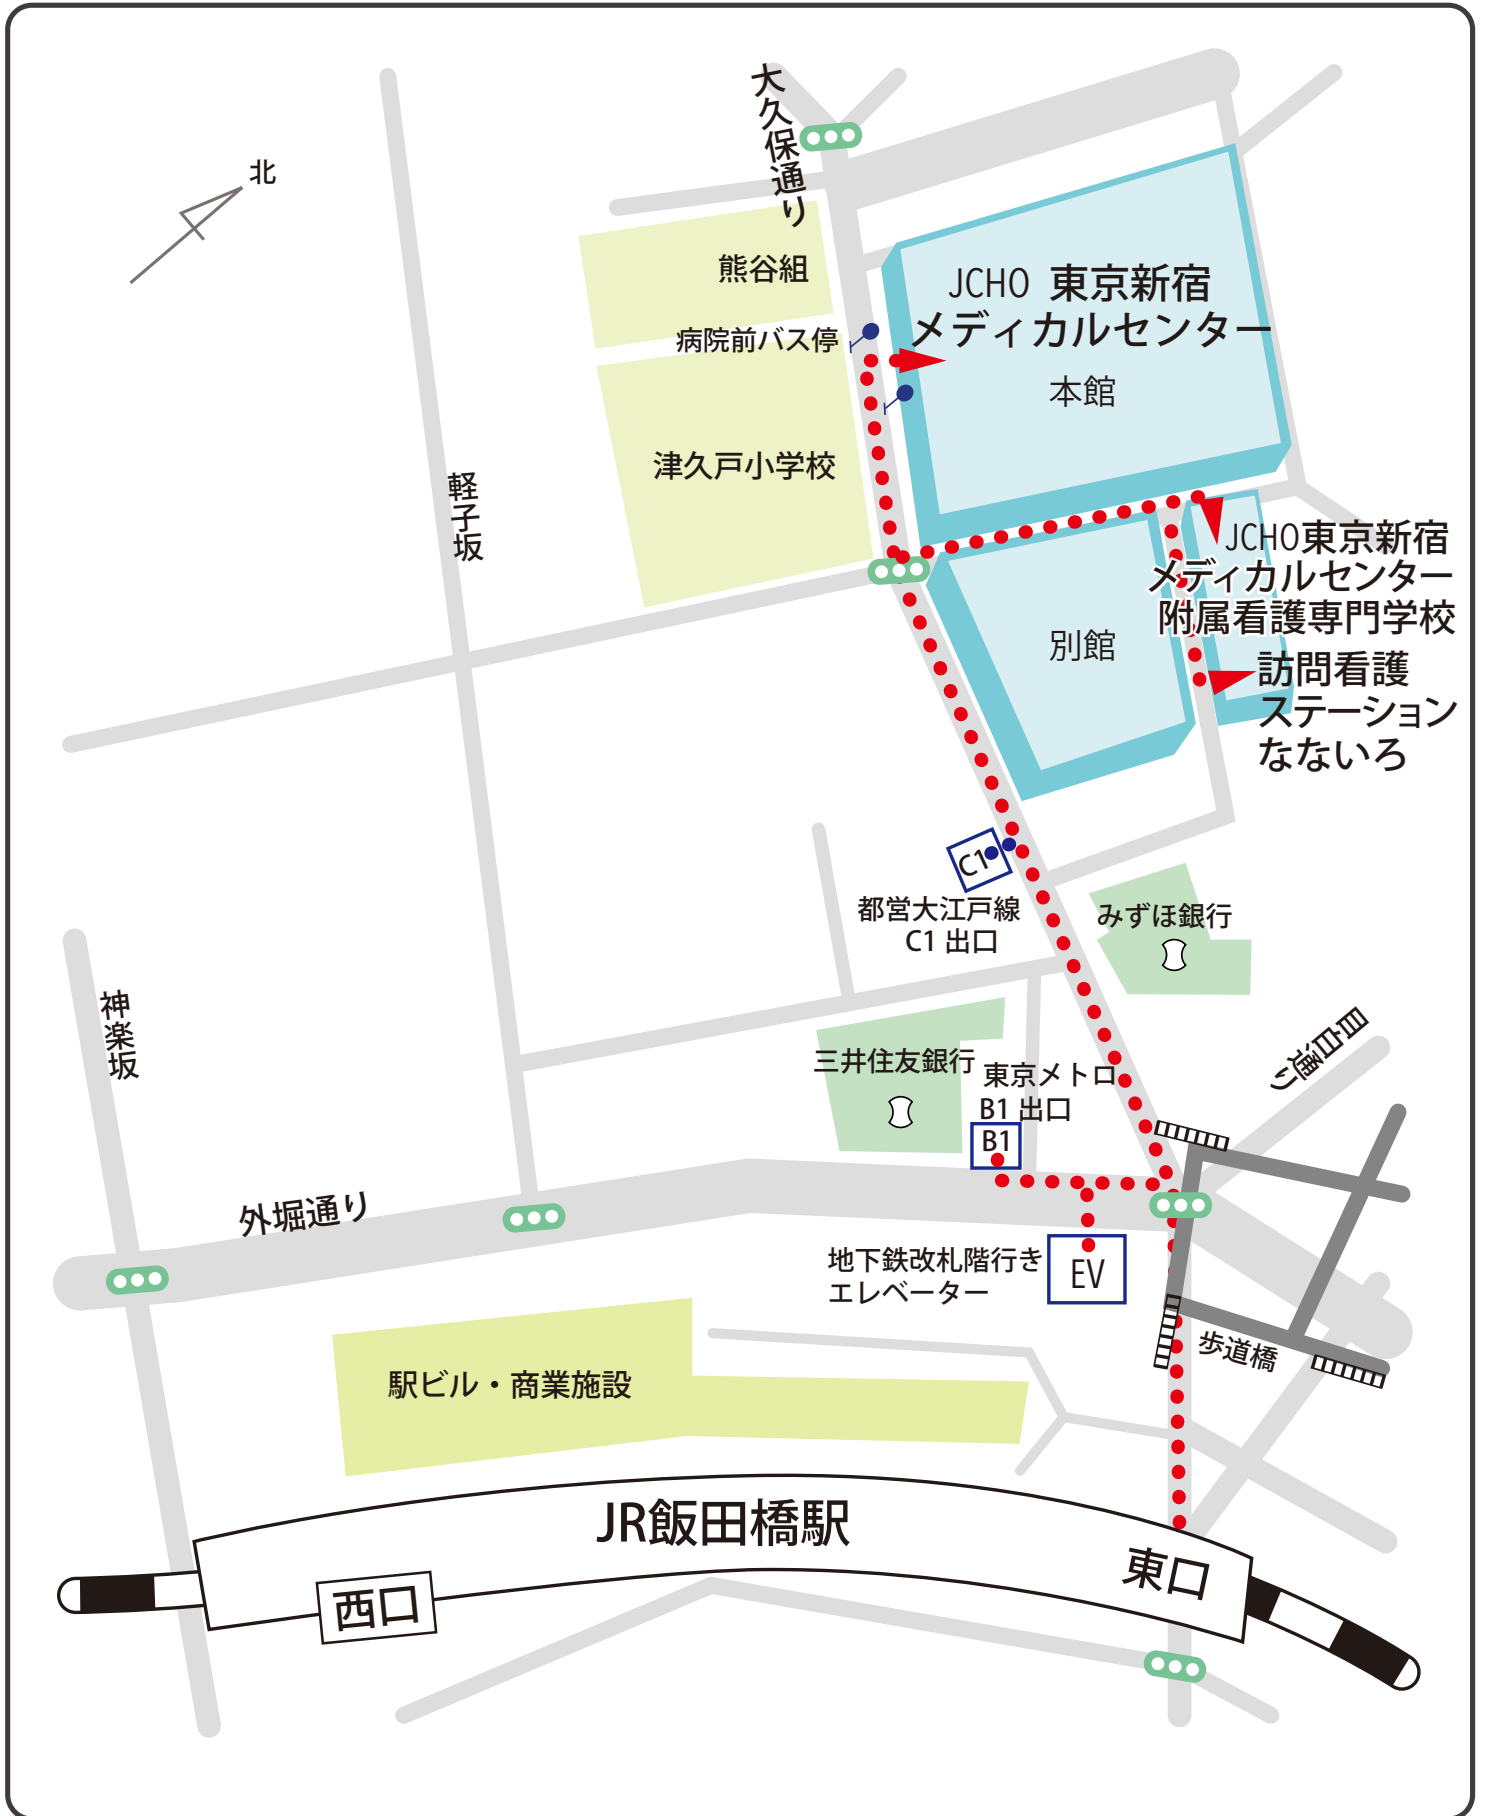 大久保通り
北
熊谷組
JCHO 東京新宿
メディカルセンター
本館
病院前バス停
津久戸小学校
軽子坂
JCHO東京新宿
メディカルセンター
附属看護専門学校
別館
訪問看護
ステーション
なないろ
C1
都営大江戸線
C1 出口
みずほ銀行
神楽坂
目白通り
三井住友銀行
東京メトロ
B1 出口
B1
外堀通り
地下鉄改札階行き
エレベーター
EV
歩道橋
駅ビル・商業施設
JR飯田橋駅
東口
西口